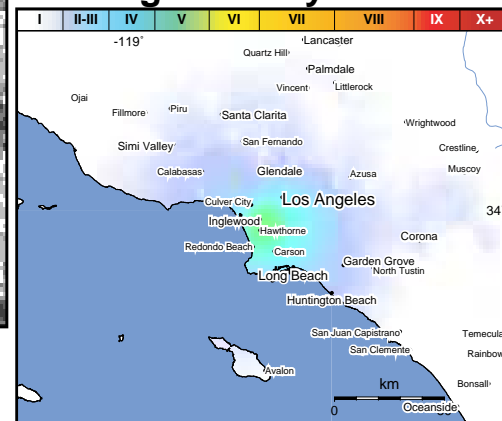 I II-III IV V VI VII VIII IX X+
-119°
Lancaster
Quartz Hill
Palmdale
Vincent Littlerock
Ojai
Fillmore Piru Santa Clarita
Wrightwood
Simi Valley San Fernando
Crestline
Calabasas Glendale Azusa Muscoy
Culver City Los Angeles
34
Inglewood
Hawthorne
Corona
Redondo Beach Carson
Garden Grove
Long Beach North Tustin
Huntington Beach
San Juan Capistrano Temecula
San Clemente Rainbow
Avalon
km Bonsall
0 Oceanside